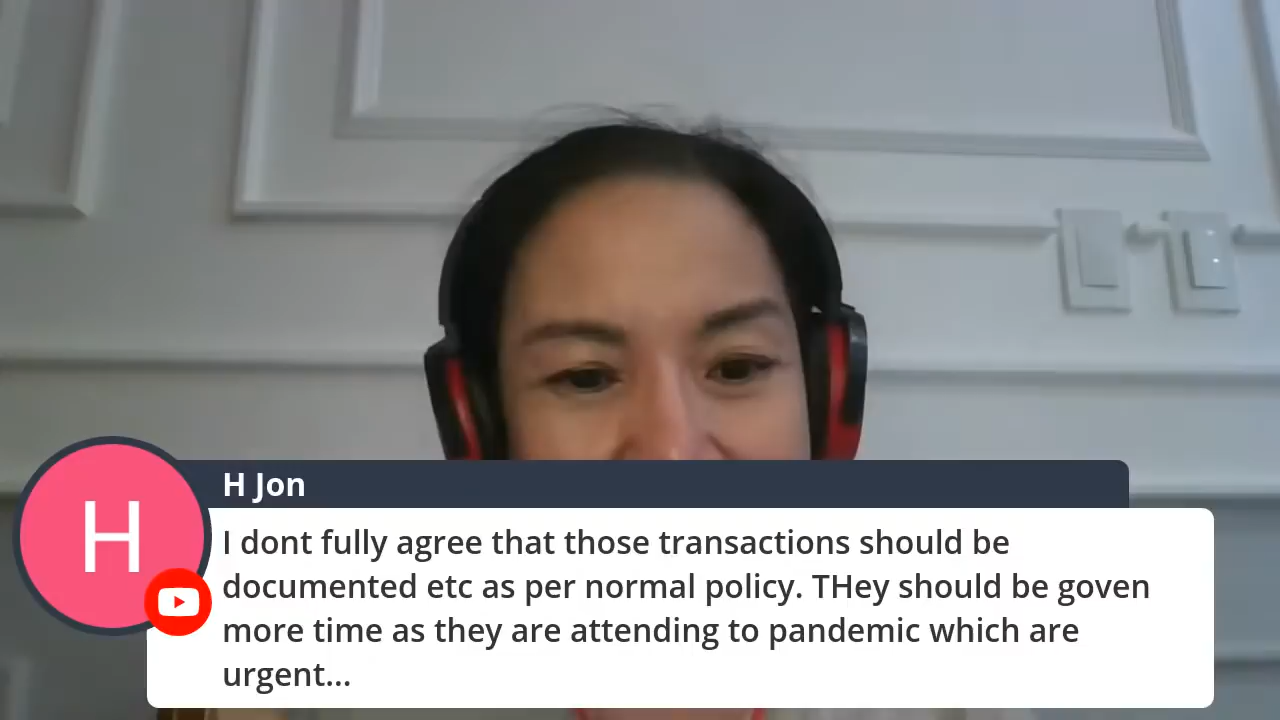 H
H Jon
I dont fully agree that those transactions should be
documented etc as per normal policy. THey should be goven
more time as they are attending to pandemic which are
urgent...